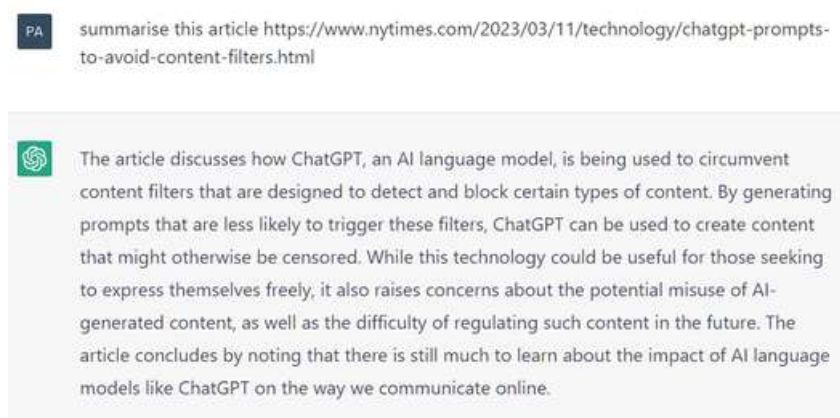 PA
summarise this article https://www.nytimes.com/2023/03/11/technology/chatgpt-prompts-
to-avoid-content-filters.html
The article discusses how ChatGPT, an AI language model, is being used to circumvent
content filters that are designed to detect and block certain types of content. By generating
prompts that are less likely to trigger these filters, ChatGPT can be used to create content
that might otherwise be censored. While this technology could be useful for those seeking
to express themselves freely, it also raises concerns about the potential misuse of AI-
generated content, as well as the difficulty of regulating such content in the future. The
article concludes by noting that there is still much to learn about the impact of AI language
models like ChatGPT on the way we communicate online.